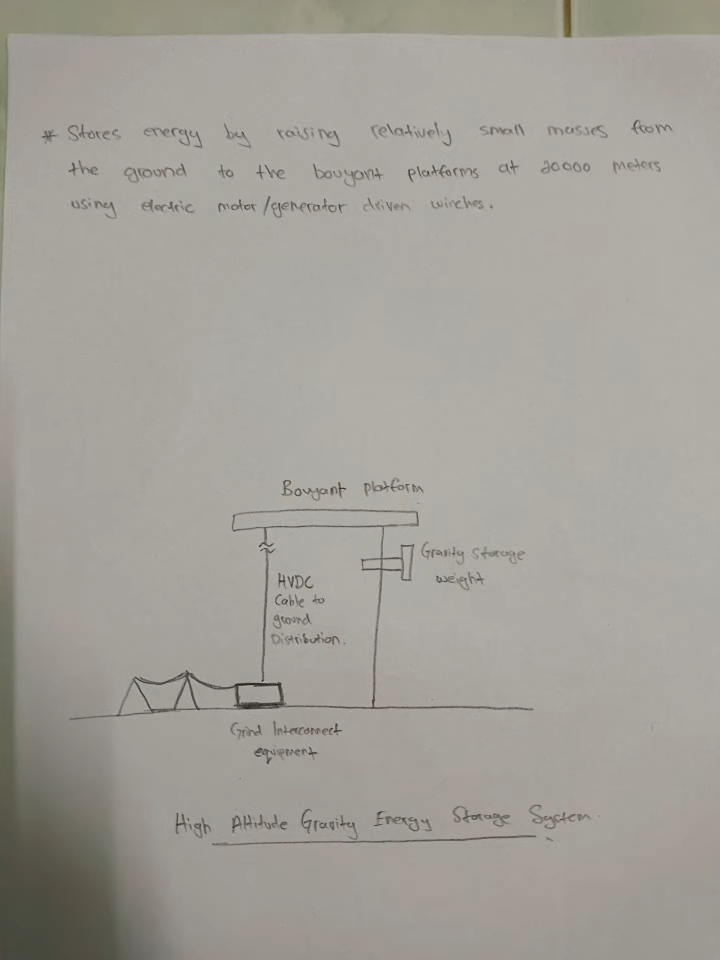 * Stores energy by raising relatively small masses from
the ground to the bouyant platforms at 20000 meters
using electric motor/generator driven winches.
Bouyant platform
Gravity Storage
weight
HVDC
Cable to
ground
Distribution.
Grind Interconnect
equipment
High Altitude Gravity Energy Storage System.